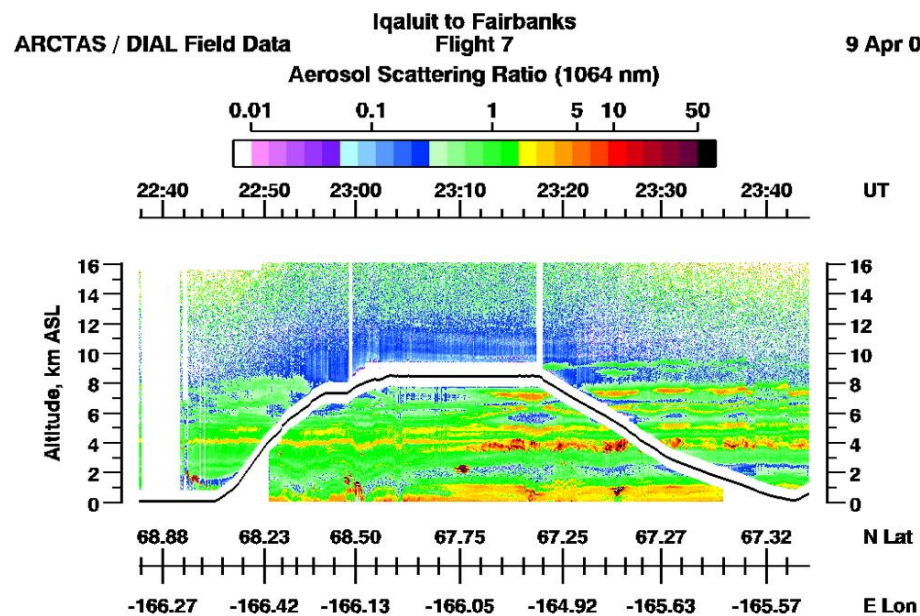 Iqaluit to Fairbanks
ARCTAS / DIAL Field Data Flight 7 9 Apr 0
Aerosol Scattering Ratio (1064 nm)
0.01 0.1 1 5 10 50
22:40 22:50 23:00 23:10 23:20 23:30 23:40 UT
Altitude, km ASL
16 16
14 14
12 12
10 10
8 8
6 6
4 4
2 2
0 0
68.88 68.23 68.50 67.75 67.25 67.27 67.32 N Lat
-166.27 -166.42 -166.13 -166.05 -164.92 -165.63 -165.57 E Lon